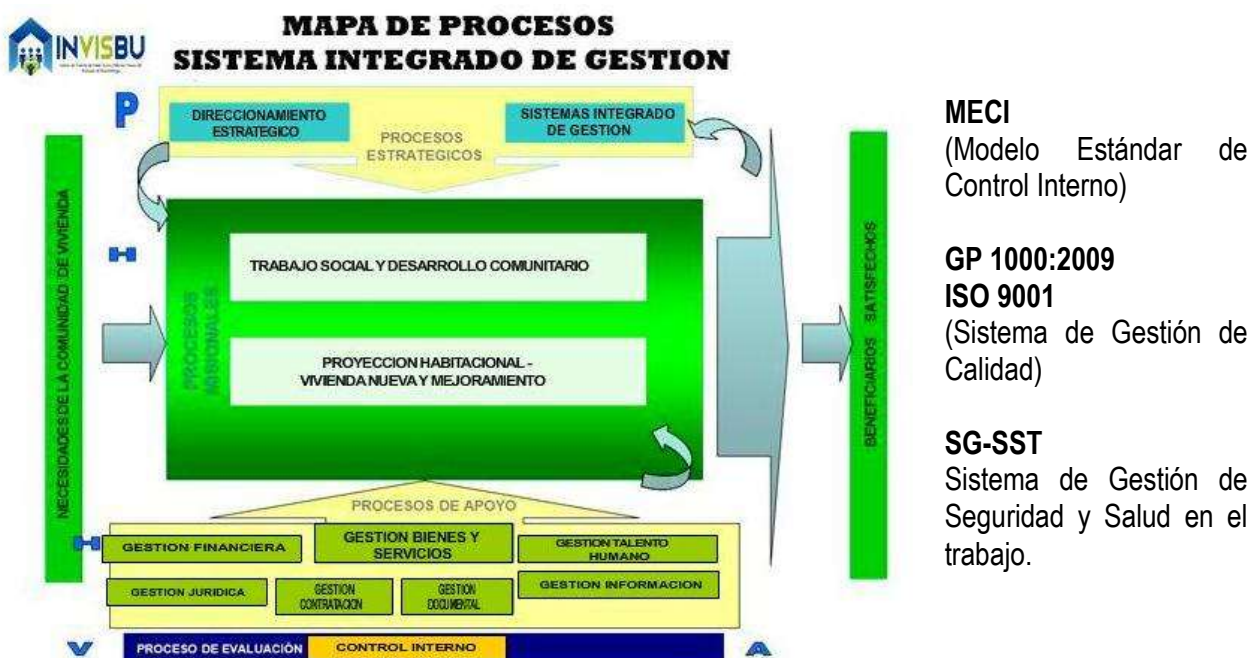 INVISBU
MAPA DE PROCESOS
SISTEMA INTEGRADO DE GESTION
P
DIRECCIONAMIENTO
ESTRATEGICO
SISTEMAS INTEGRADO
DE GESTION
PROCESOS
ESTRATEGICOS
NECESIDADES DE LA COMUNIDAD DE VIVIENDA
H
PROCESOS
MISIONALES
TRABAJO SOCIAL Y DESARROLLO COMUNITARIO
PROYECCION HABITACIONAL -
VIVIENDA NUEVA Y MEJORAMIENTO
BENEFICIARIOS SATISFECHOS
PROCESOS DE APOYO
H
GESTION FINANCIERA
GESTION BIENES Y
SERVICIOS
GESTION TALENTO
HUMANO
GESTION JURIDICA
GESTION
CONTRATACION
GESTION
DOCUMENTAL
GESTION INFORMACION
V
PROCESO DE EVALUACIÓN
CONTROL INTERNO
A
MECI
(Modelo Estándar de
Control Interno)
GP 1000:2009
ISO 9001
(Sistema de Gestión de
Calidad)
SG-SST
Sistema de Gestión de
Seguridad y Salud en el
trabajo.